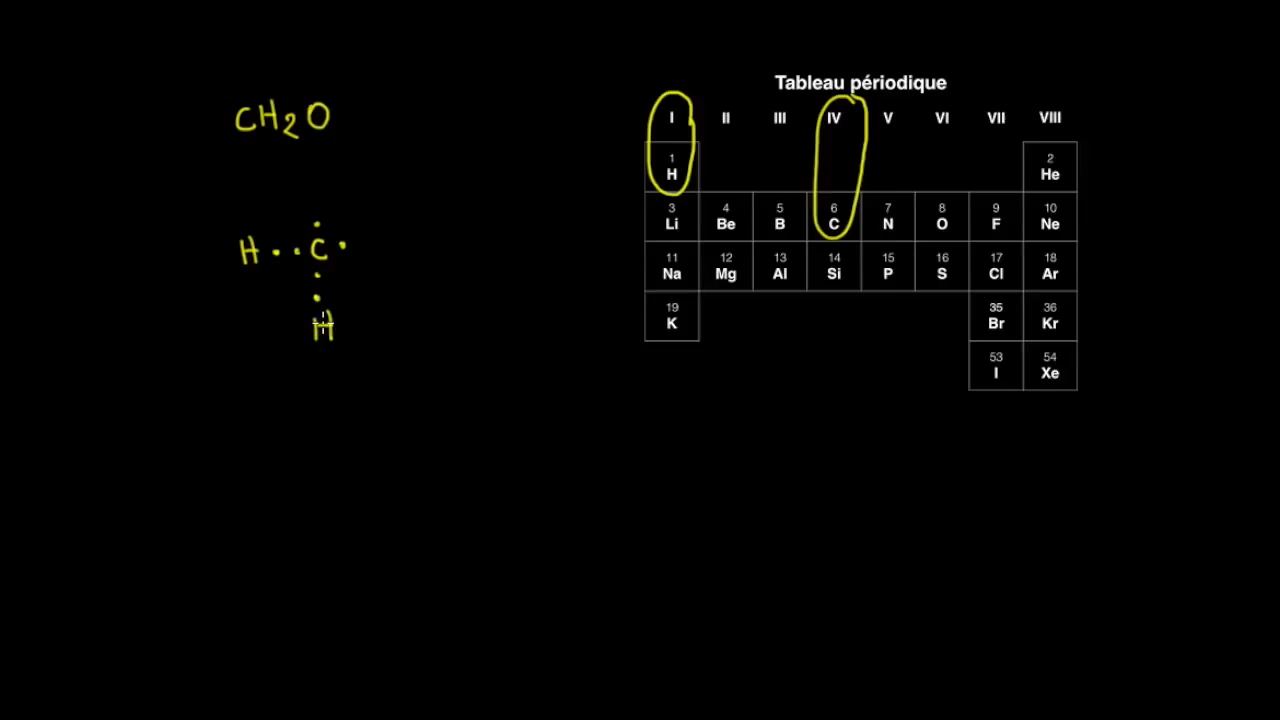 CH2O
H··C·
H
Tableau périodique
I II III IV V VI VII VIII
1 2
H He
3 4 5 6 7 8 9 10
Li Be B C N O F Ne
11 12 13 14 15 16 17 18
Na Mg Al Si P S Cl Ar
19 35 36
K Br Kr
53 54
I Xe